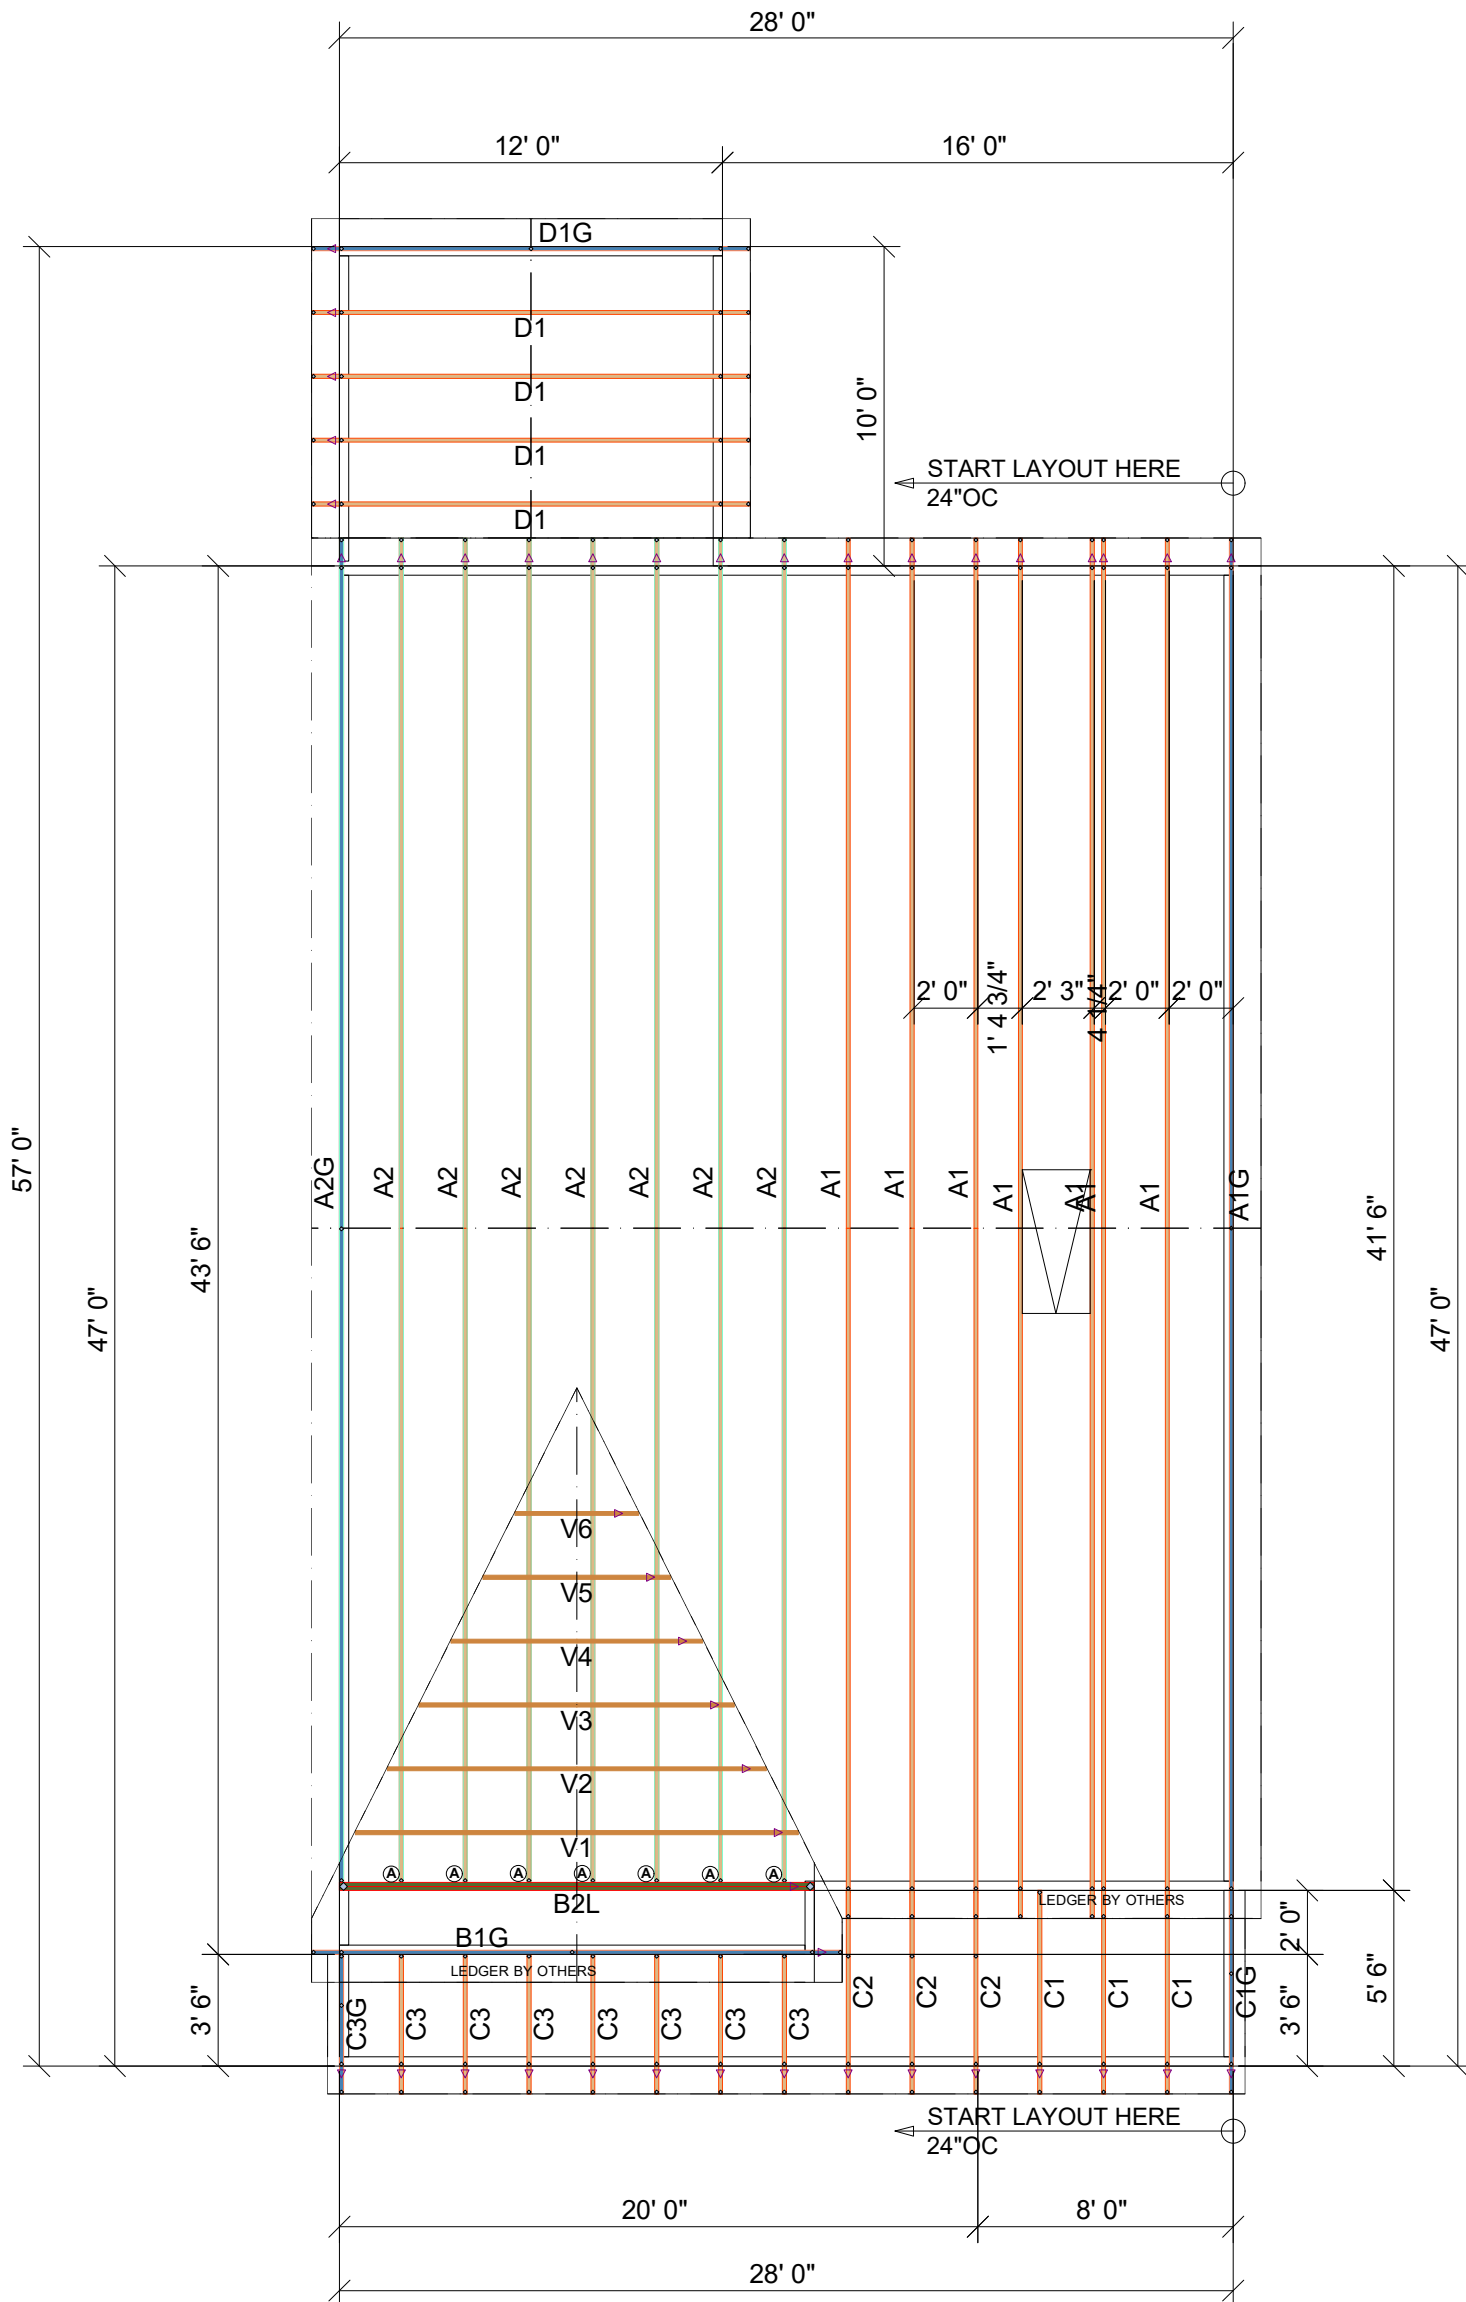 28' 0"
12' 0"
16' 0"
D1G
D1
D1
D1
D1
10' 0"
START LAYOUT HERE
24"OC
57' 0"
47' 0"
43' 6"
2' 0"
1' 4 3/4"
2' 3"
4 1/4"
2' 0"
2' 0"
A2G
A2
A2
A2
A2
A2
A2
A2
A1
A1
A1
A1
A1
A1
A1
A1G
41' 6"
47' 0"
V6
V5
V4
V3
V2
V1
A
A
A
A
A
A
A
B2L
LEDGER BY OTHERS
B1G
LEDGER BY OTHERS
2' 0"
3' 6"
5' 6"
3' 6"
C3G
C3
C3
C3
C3
C3
C3
C3
C2
C2
C2
C1
C1
C1
C1G
START LAYOUT HERE
24"OC
20' 0"
8' 0"
28' 0"